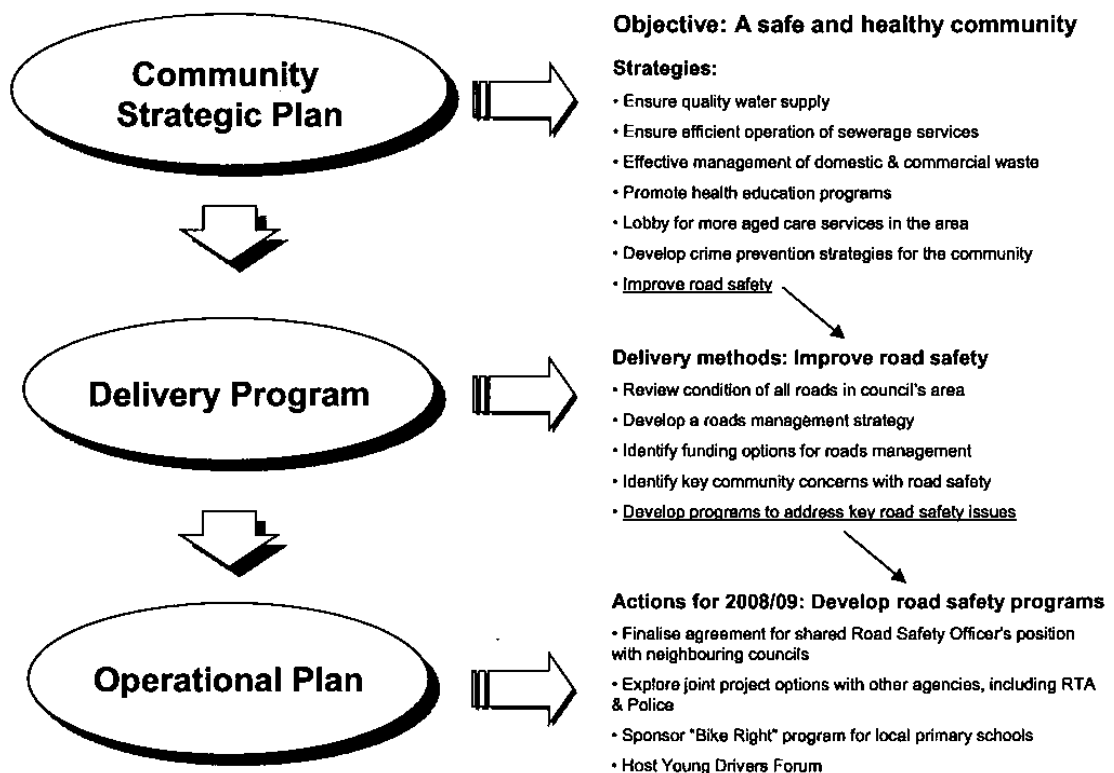 Community
Strategic Plan
Objective: A safe and healthy community
Strategies:
• Ensure quality water supply
• Ensure efficient operation of sewerage services
• Effective management of domestic & commercial waste
• Promote health education programs
• Lobby for more aged care services in the area
• Develop crime prevention strategies for the community
• Improve road safety
Delivery Program
Delivery methods: Improve road safety
• Review condition of all roads in council's area
• Develop a roads management strategy
• Identify funding options for roads management
• Identify key community concerns with road safety
• Develop programs to address key road safety issues
Operational Plan
Actions for 2008/09: Develop road safety programs
• Finalise agreement for shared Road Safety Officer's position
with neighbouring councils
• Explore joint project options with other agencies, including RTA
& Police
• Sponsor "Bike Right" program for local primary schools
• Host Young Drivers Forum